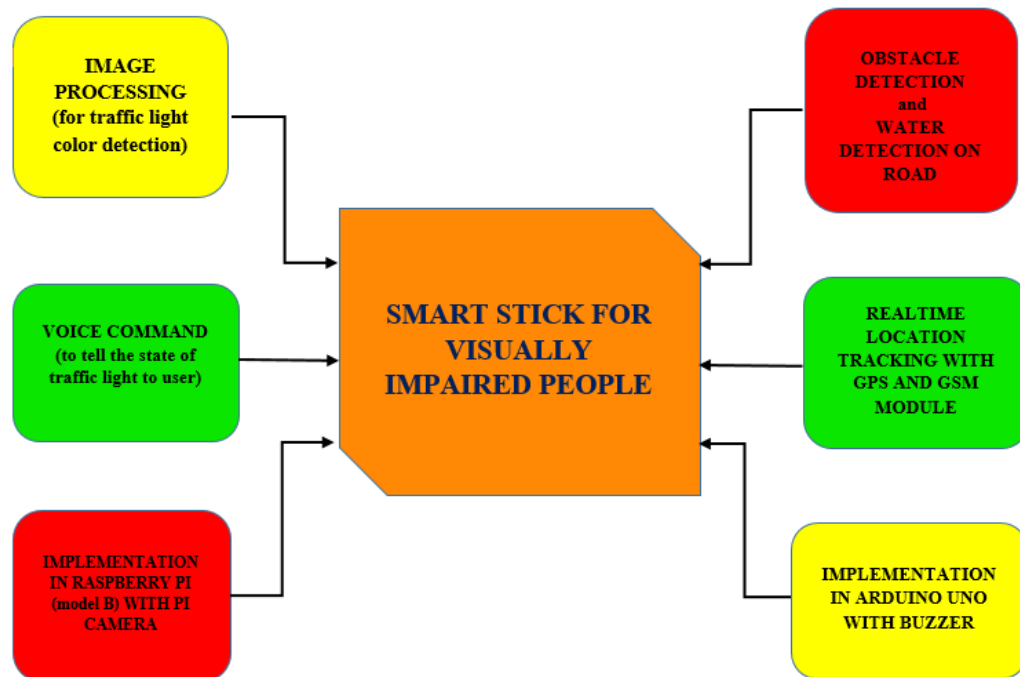 IMAGE
PROCESSING
(for traffic light
color detection)
OBSTACLE
DETECTION
and
WATER
DETECTION ON
ROAD
SMART STICK FOR
VISUALLY
IMPAIRED PEOPLE
VOICE COMMAND
(to tell the state of
traffic light to user)
REALTIME
LOCATION
TRACKING WITH
GPS AND GSM
MODULE
IMPLEMENTATION
IN RASPBERRY PI
(model B) WITH PI
CAMERA
IMPLEMENTATION
IN ARDUINO UNO
WITH BUZZER